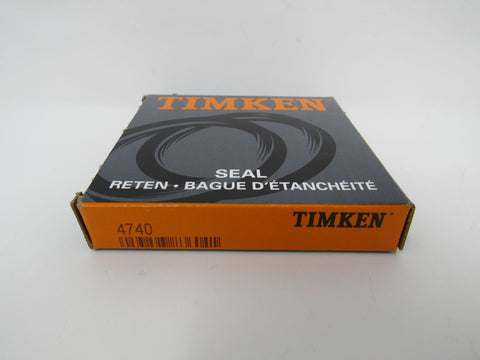 TIMKEN
SEAL
RETEN • BAGUE D'ÉTANCHÉITÉ
TIMKEN
4740